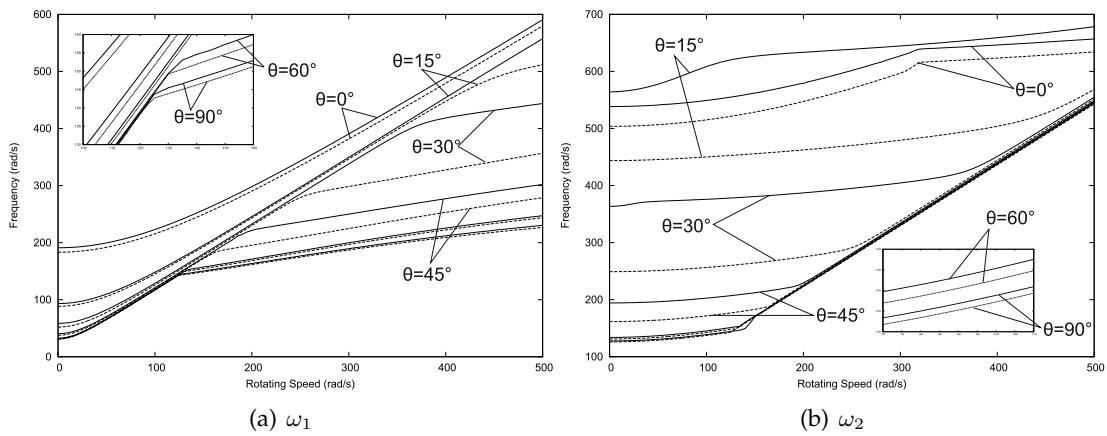 600
500
400
300
200
100
0
0
100
200
300
400
500
Frequency (rad/s)
Rotating Speed (rad/s)
θ=60°
θ=90°
θ=0°
θ=15°
θ=30°
θ=45°
(a) ω₁
700
600
500
400
300
200
100
0
100
200
300
400
500
Frequency (rad/s)
Rotating Speed (rad/s)
θ=15°
θ=0°
θ=30°
θ=60°
θ=45°
θ=90°
(b) ω₂